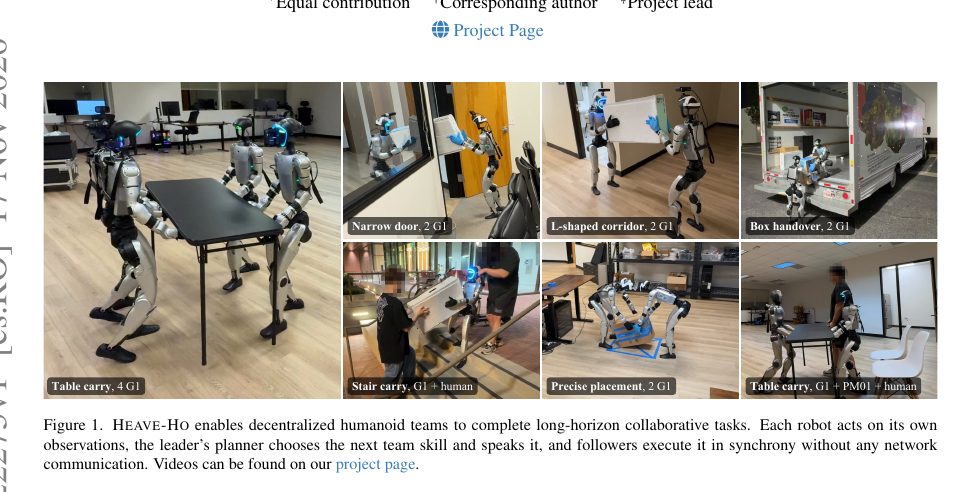 Equal contribution Corresponding author Project lead
Project Page
Narrow door, 2 G1
L-shaped corridor, 2 G1
Box handover, 2 G1
Table carry, 4 G1
Stair carry, G1 + human
Precise placement, 2 G1
Table carry, G1 + PM01 + human
Figure 1. HEAVE-HO enables decentralized humanoid teams to complete long-horizon collaborative tasks. Each robot acts on its own
observations, the leader's planner chooses the next team skill and speaks it, and followers execute it in synchrony without any network
communication. Videos can be found on our project page.
[cs.RO] 17 Nov